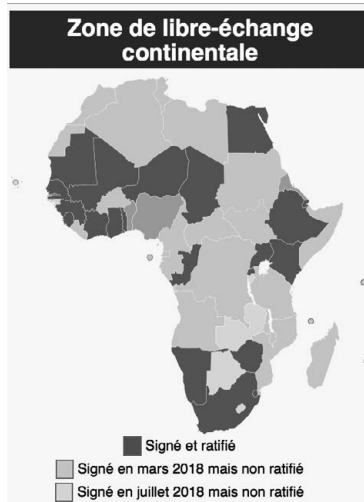 Zone de libre-échange
continentale
Signé et ratifié
Signé en mars 2018 mais non ratifié
Signé en juillet 2018 mais non ratifié